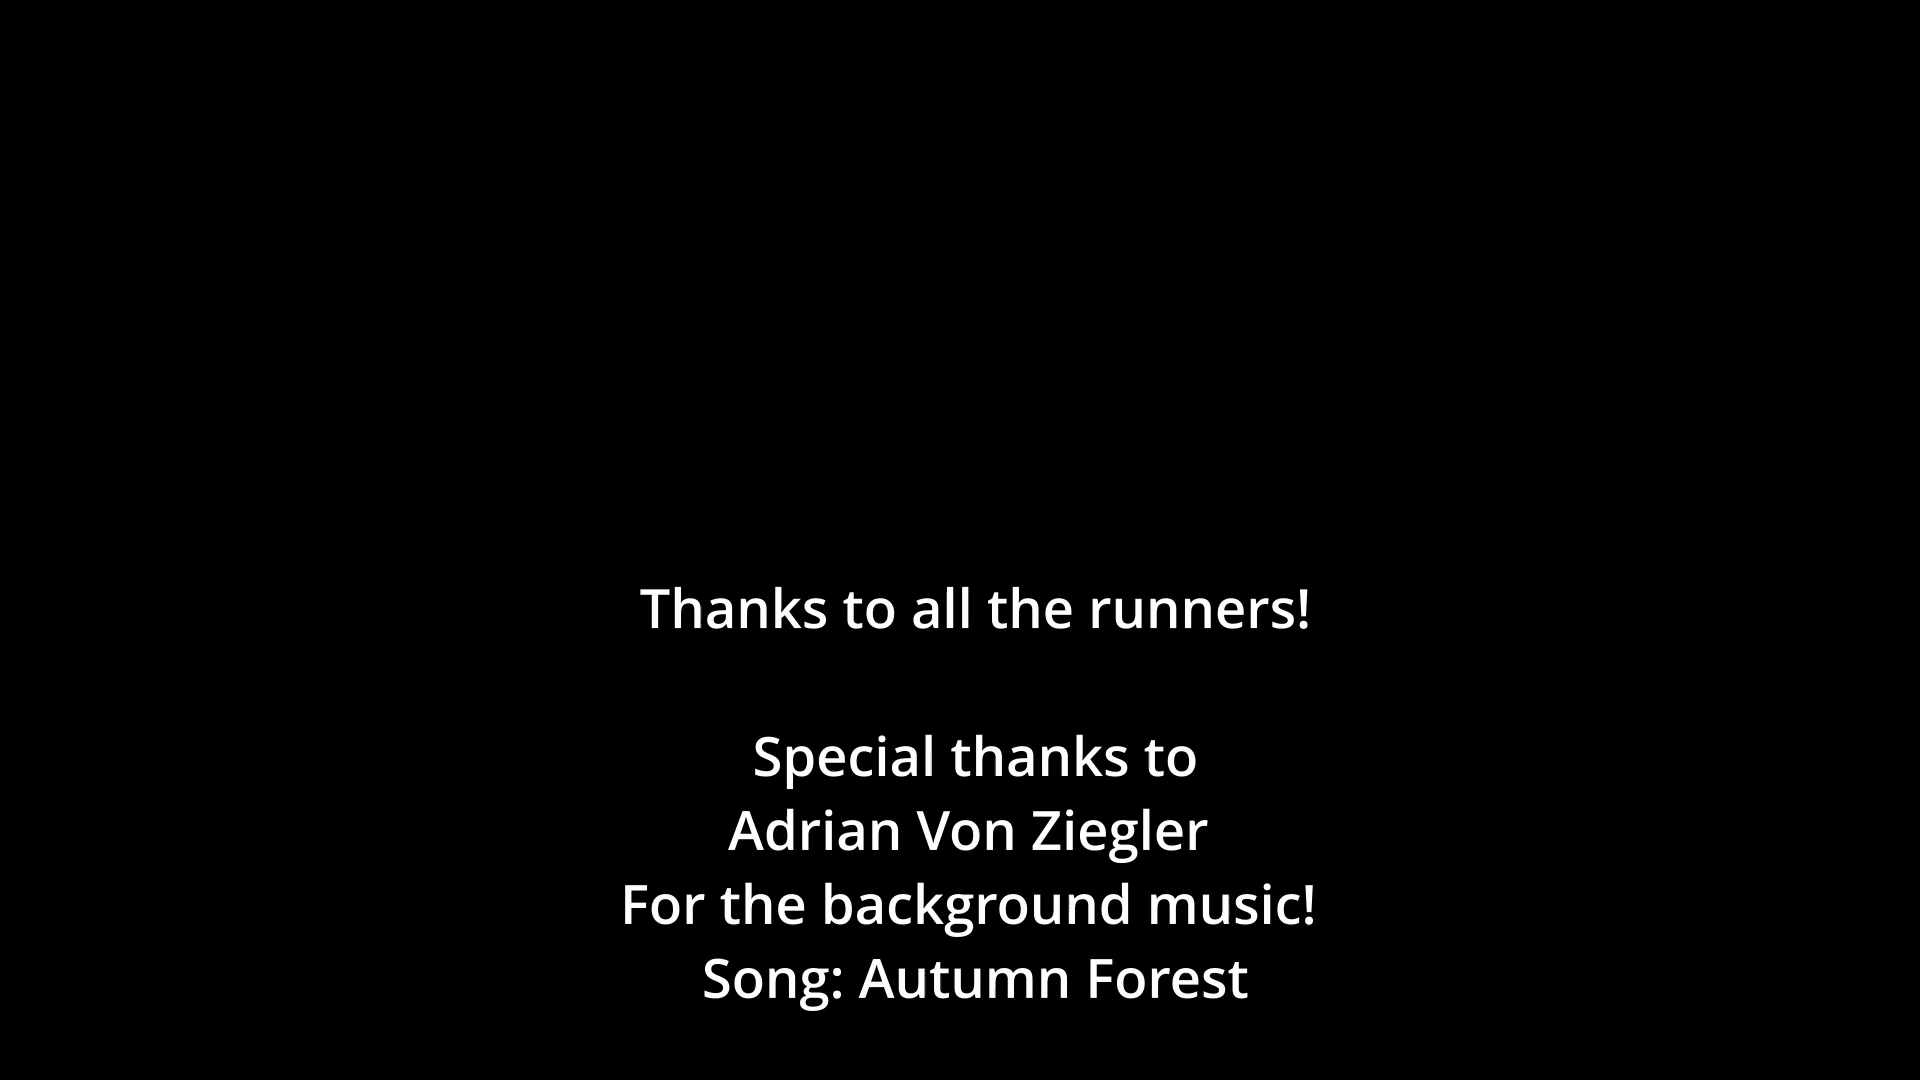 Thanks to all the runners!
Special thanks to
Adrian Von Ziegler
For the background music!
Song: Autumn Forest